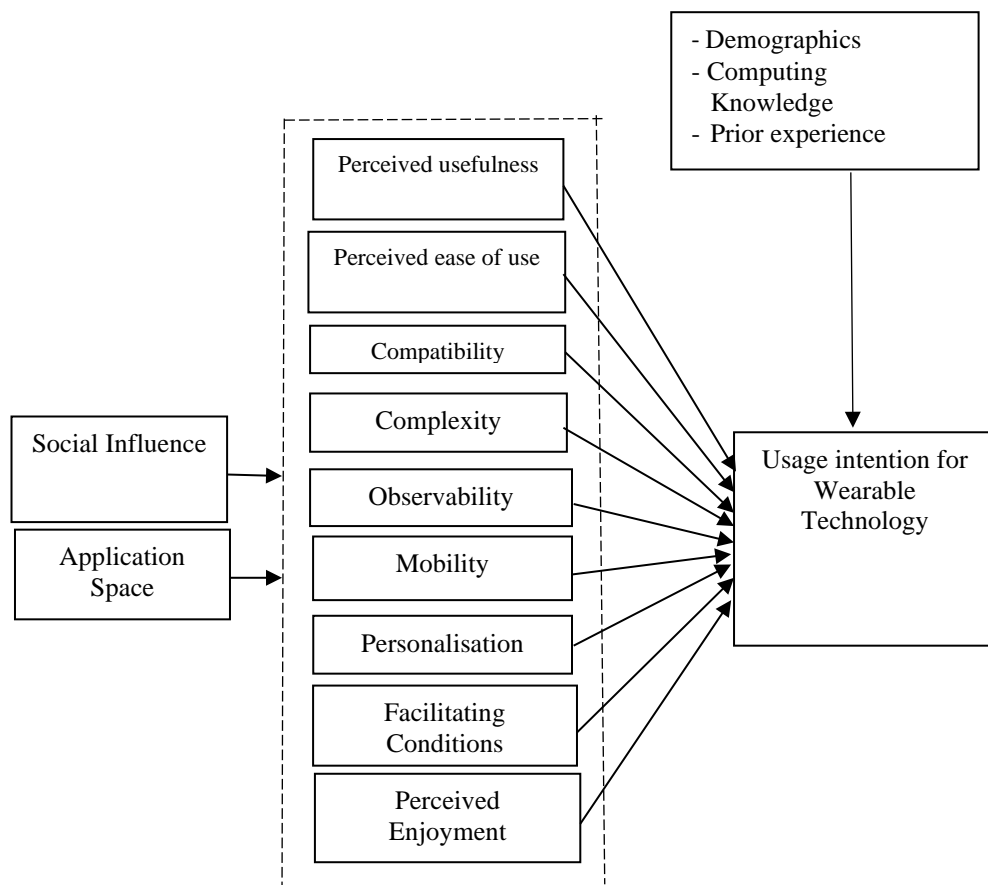 - Demographics
- Computing
Knowledge
- Prior experience
Perceived usefulness
Perceived ease of use
Compatibility
Complexity
Observability
Mobility
Personalisation
Facilitating
Conditions
Perceived
Enjoyment
Social Influence
Application
Space
Usage intention for
Wearable
Technology